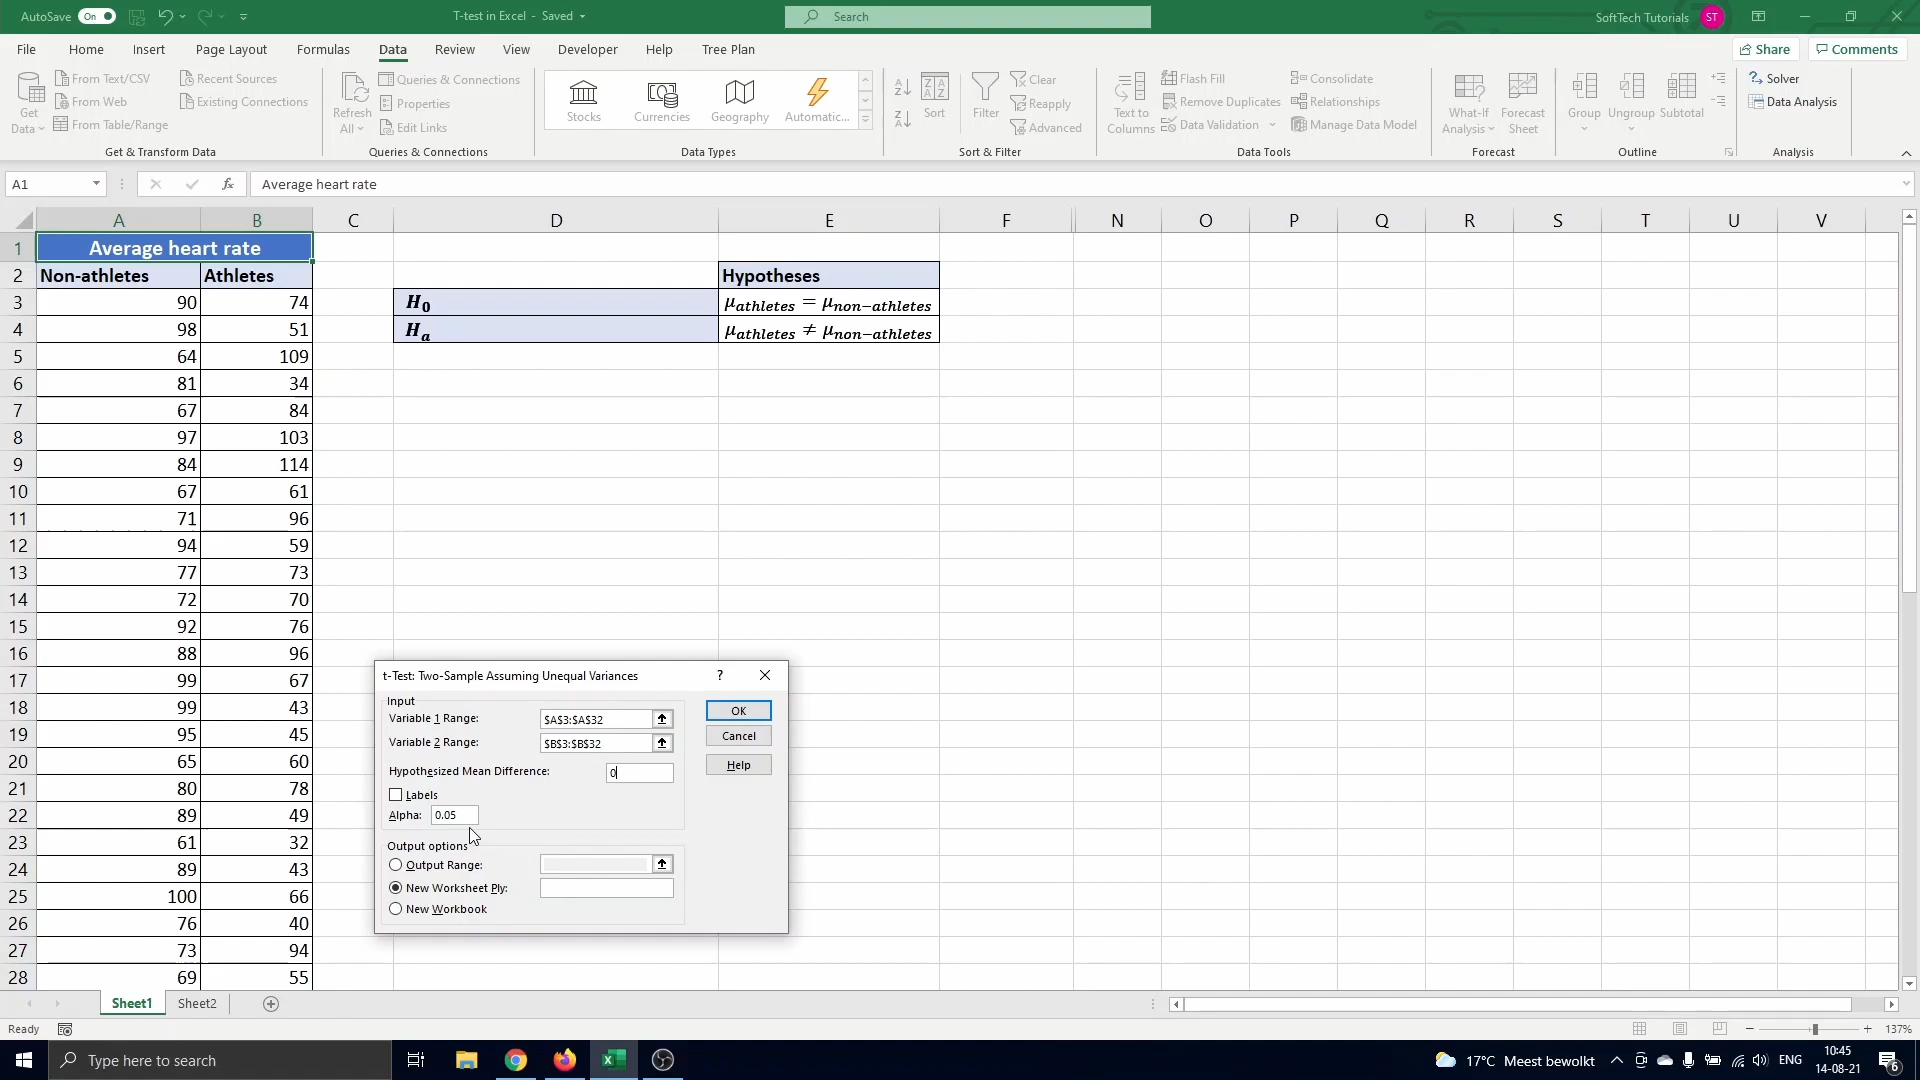 AutoSave On T-test in Excel - Saved Search SoftTech Tutorials ST
File Home Insert Page Layout Formulas Data Review View Developer Help Tree Plan Share Comments
Get Data
From Text/CSV
From Web
From Table/Range
Recent Sources
Existing Connections
Get & Transform Data
Refresh All
Queries & Connections
Properties
Edit Links
Queries & Connections
Stocks Currencies Geography Automatic...
Data Types
Sort
Filter
Clear
Reapply
Advanced
Sort & Filter
Text to Columns
Flash Fill
Remove Duplicates
Data Validation
Consolidate
Relationships
Manage Data Model
Data Tools
What-If Analysis
Forecast Sheet
Forecast
Group Ungroup Subtotal
Outline
Solver
Data Analysis
Analysis
A1 fx Average heart rate
A B C D E F N O P Q R S T U V
1 Average heart rate
2 Non-athletes Athletes Hypotheses
3 90 74 H0 μathletes = μnon−athletes
4 98 51 Ha μathletes ≠ μnon−athletes
5 64 109
6 81 34
7 67 84
8 97 103
9 84 114
10 67 61
11 71 96
12 94 59
13 77 73
14 72 70
15 92 76
16 88 96
17 99 67
18 99 43
19 95 45
20 65 60
21 80 78
22 89 49
23 61 32
24 89 43
25 100 66
26 76 40
27 73 94
28 69 55
t-Test: Two-Sample Assuming Unequal Variances ?
Input
Variable 1 Range: $A$3:$A$32
Variable 2 Range: $B$3:$B$32
Hypothesized Mean Difference: 0
Labels
Alpha: 0.05
Output options
Output Range:
New Worksheet Ply:
New Workbook
OK
Cancel
Help
Sheet1 Sheet2
Ready 137%
Type here to search 17°C Meest bewolkt ENG 10:45
14-08-21 6